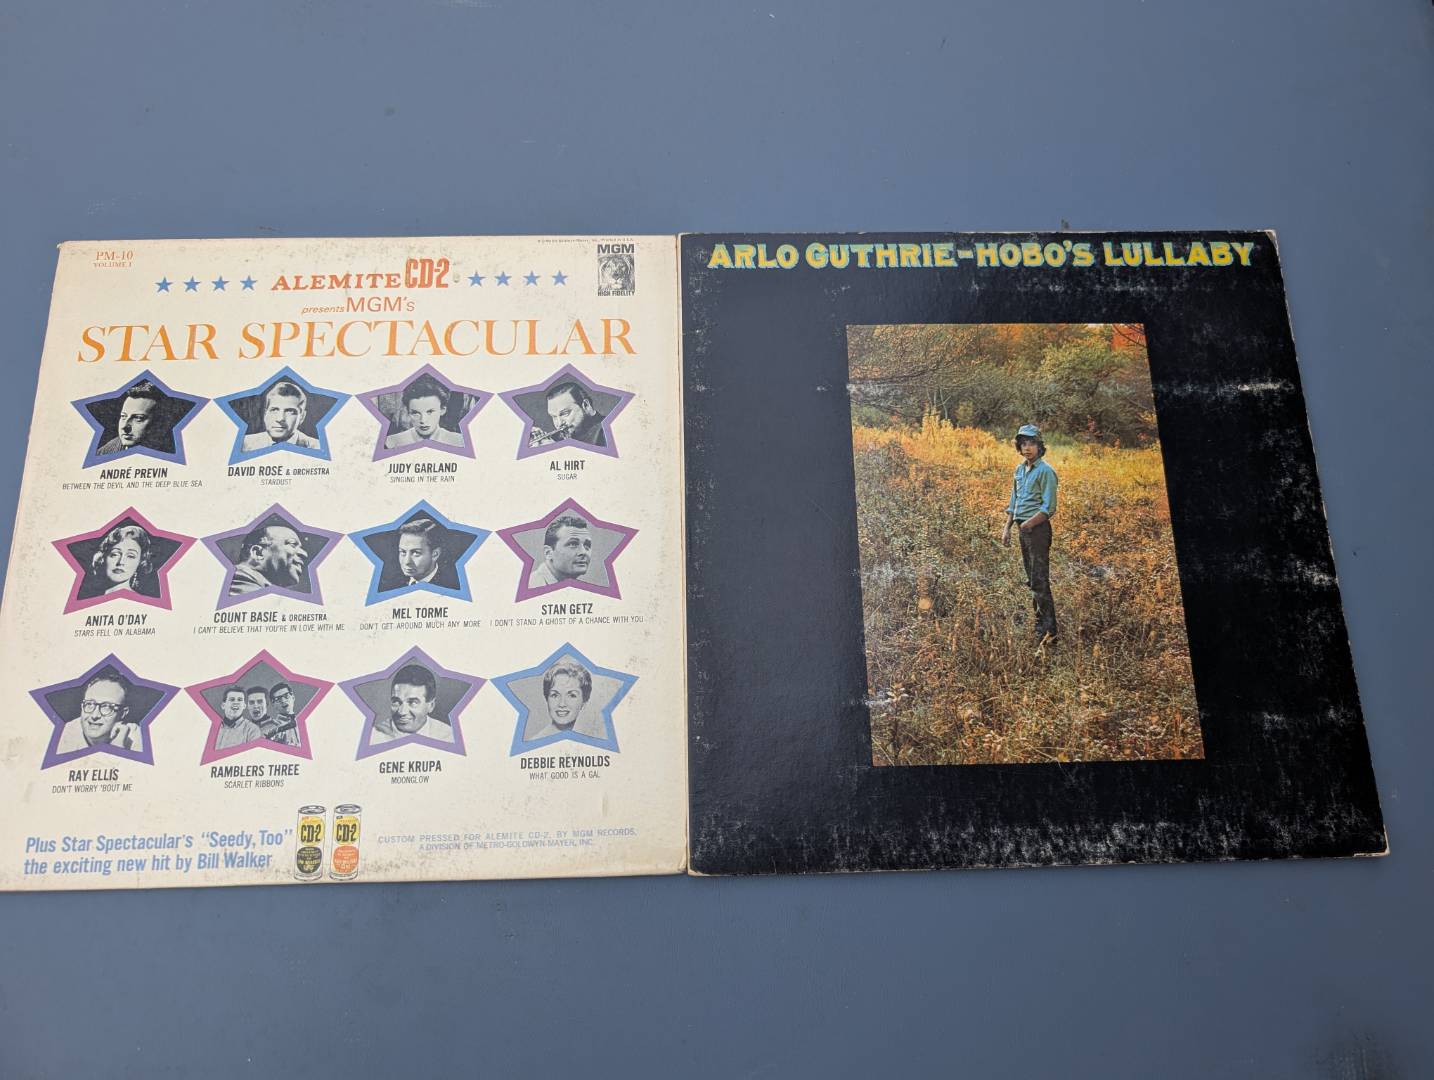 PM-10
VOLUME 1
MGM
HIGH FIDELITY
ALEMITE CD-2
presents MGM's
STAR SPECTACULAR
ANDRÉ PREVIN
BETWEEN THE DEVIL AND THE DEEP BLUE SEA
DAVID ROSE & ORCHESTRA
STARDUST
JUDY GARLAND
SINGING IN THE RAIN
AL HIRT
SUGAR
ANITA O'DAY
STARS FELL ON ALABAMA
COUNT BASIE & ORCHESTRA
I CAN'T BELIEVE THAT YOU'RE IN LOVE WITH ME
MEL TORME
DON'T GET AROUND MUCH ANY MORE
STAN GETZ
I DON'T STAND A GHOST OF A CHANCE WITH YOU
RAY ELLIS
DON'T WORRY 'BOUT ME
RAMBLERS THREE
SCARLET RIBBONS
GENE KRUPA
MOONGLOW
DEBBIE REYNOLDS
WHAT GOOD IS A GAL
Plus Star Spectacular's "Seedy, Too"
the exciting new hit by Bill Walker
CD-2
CD-2
CUSTOM PRESSED FOR ALEMITE CD-2, BY MGM RECORDS,
A DIVISION OF METRO-GOLDWYN-MAYER, INC.
ARLO GUTHRIE-HOBO'S LULLABY